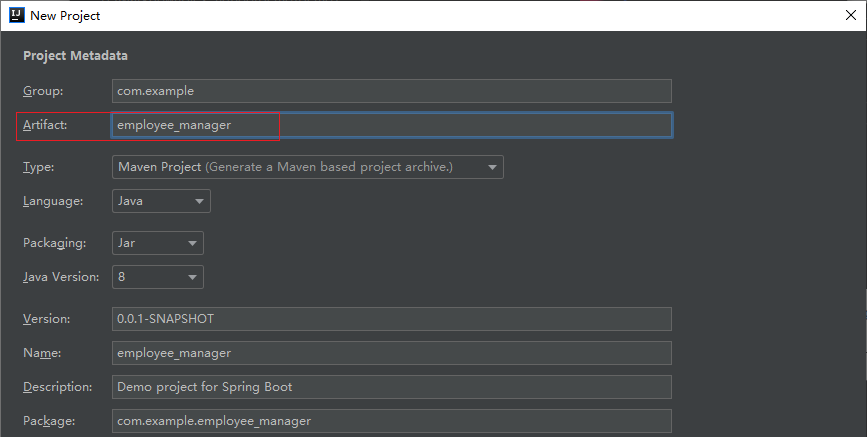 IJ New Project
Project Metadata
Group: com.example
Artifact: employee_manager
Type: Maven Project (Generate a Maven based project archive.)
Language: Java
Packaging: Jar
Java Version: 8
Version: 0.0.1-SNAPSHOT
Name: employee_manager
Description: Demo project for Spring Boot
Package: com.example.employee_manager